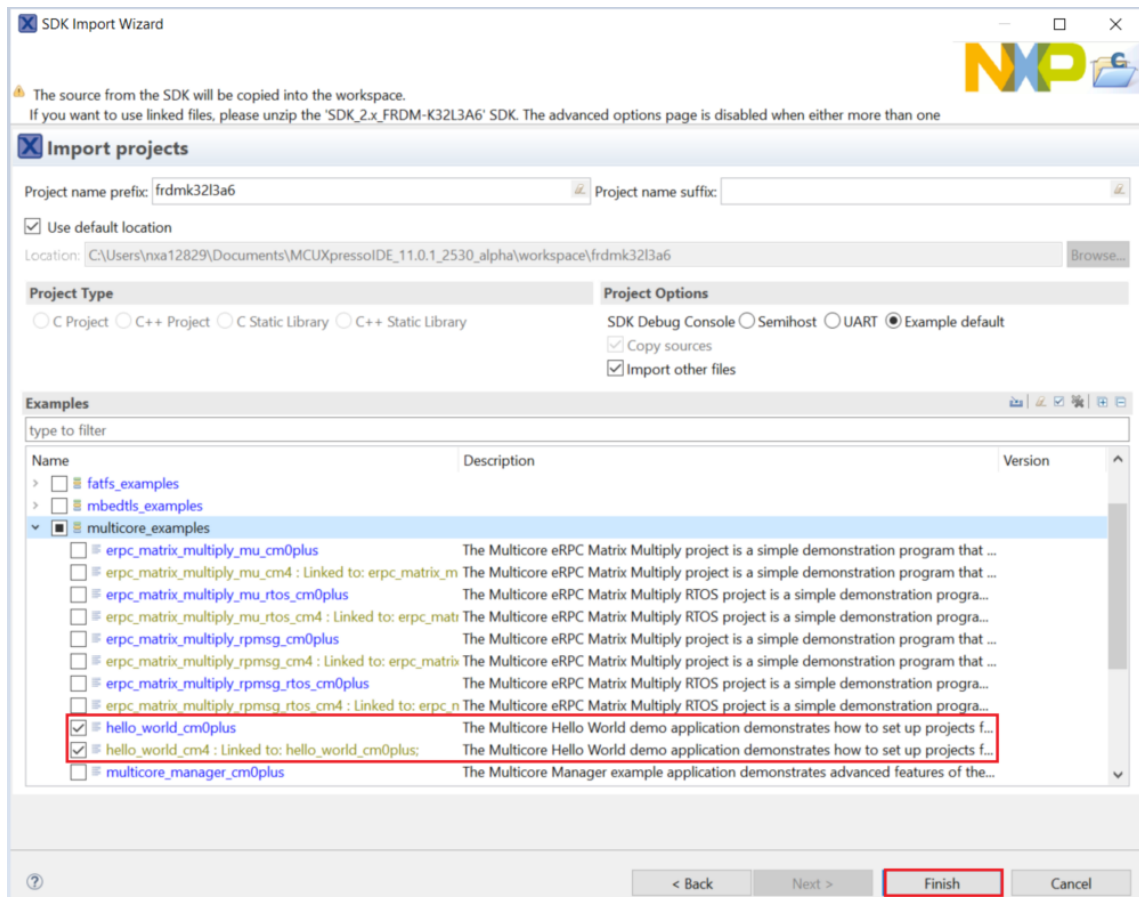 SDK Import Wizard
NXP
The source from the SDK will be copied into the workspace.
If you want to use linked files, please unzip the 'SDK_2.x_FRDM-K32L3A6' SDK. The advanced options page is disabled when either more than one
Import projects
Project name prefix: frdmk32l3a6 Project name suffix:
Use default location
Location: C:\Users\nxa12829\Documents\MCUXpressoIDE_11.0.1_2530_alpha\workspace\frdmk32l3a6 Browse...
Project Type Project Options
C Project C++ Project C Static Library C++ Static Library SDK Debug Console Semihost UART Example default
Copy sources
Import other files
Examples
type to filter
Name Description Version
fatfs_examples
mbedtls_examples
multicore_examples
erpc_matrix_multiply_mu_cm0plus The Multicore eRPC Matrix Multiply project is a simple demonstration program that ...
erpc_matrix_multiply_mu_cm4 : Linked to: erpc_matrix_m The Multicore eRPC Matrix Multiply project is a simple demonstration program that ...
erpc_matrix_multiply_mu_rtos_cm0plus The Multicore eRPC Matrix Multiply RTOS project is a simple demonstration progra...
erpc_matrix_multiply_mu_rtos_cm4 : Linked to: erpc_matr The Multicore eRPC Matrix Multiply RTOS project is a simple demonstration progra...
erpc_matrix_multiply_rpmsg_cm0plus The Multicore eRPC Matrix Multiply project is a simple demonstration program that ...
erpc_matrix_multiply_rpmsg_cm4 : Linked to: erpc_matrix The Multicore eRPC Matrix Multiply project is a simple demonstration program that ...
erpc_matrix_multiply_rpmsg_rtos_cm0plus The Multicore eRPC Matrix Multiply RTOS project is a simple demonstration progra...
erpc_matrix_multiply_rpmsg_rtos_cm4 : Linked to: erpc_n The Multicore eRPC Matrix Multiply RTOS project is a simple demonstration progra...
hello_world_cm0plus The Multicore Hello World demo application demonstrates how to set up projects f...
hello_world_cm4 : Linked to: hello_world_cm0plus; The Multicore Hello World demo application demonstrates how to set up projects f...
multicore_manager_cm0plus The Multicore Manager example application demonstrates advanced features of the...
< Back Next > Finish Cancel